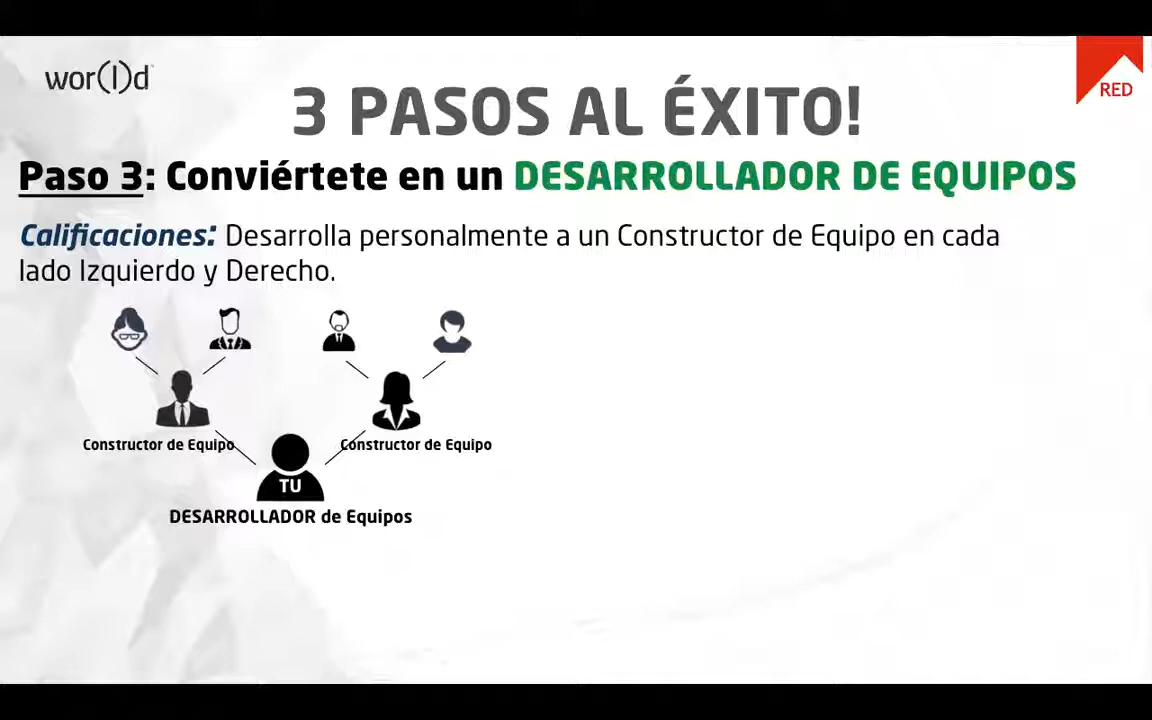 wor(l)d
RED
3 PASOS AL ÉXITO!
Paso 3: Conviértete en un DESARROLLADOR DE EQUIPOS
Calificaciones: Desarrolla personalmente a un Constructor de Equipo en cada
lado Izquierdo y Derecho.
Constructor de Equipo
Constructor de Equipo
TU
DESARROLLADOR de Equipos